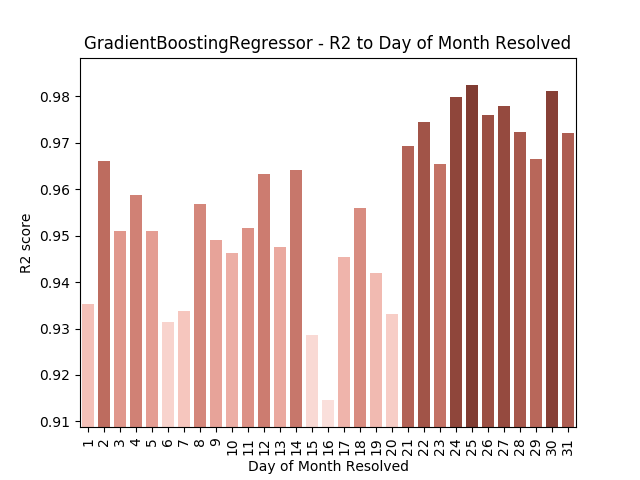 GradientBoostingRegressor - R2 to Day of Month Resolved
0.98
0.97
0.96
0.95
0.94
0.93
0.92
0.91
R2 score
1 2 3 4 5 6 7 8 9 10 11 12 13 14 15 16 17 18 19 20 21 22 23 24 25 26 27 28 29 30 31
Day of Month Resolved